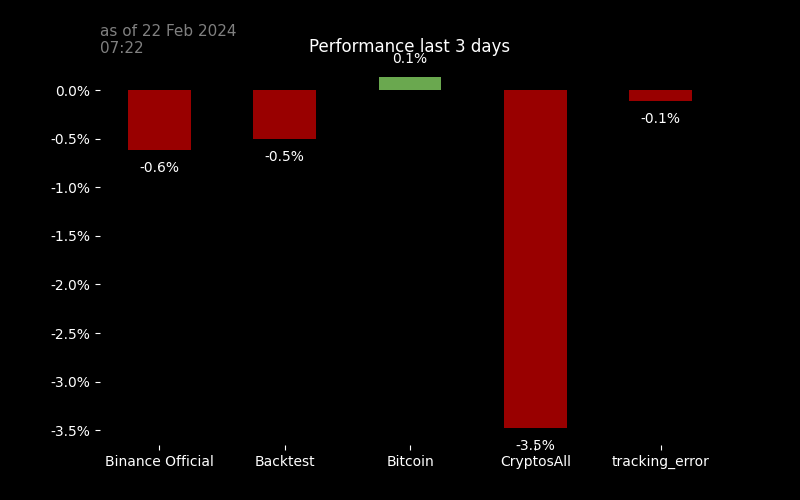 as of 22 Feb 2024
07:22
Performance last 3 days
0.1%
0.0%
-0.5%
-1.0%
-1.5%
-2.0%
-2.5%
-3.0%
-3.5%
-0.6%
-0.5%
-3.5%
-0.1%
Binance Official
Backtest
Bitcoin
CryptosAll
tracking_error